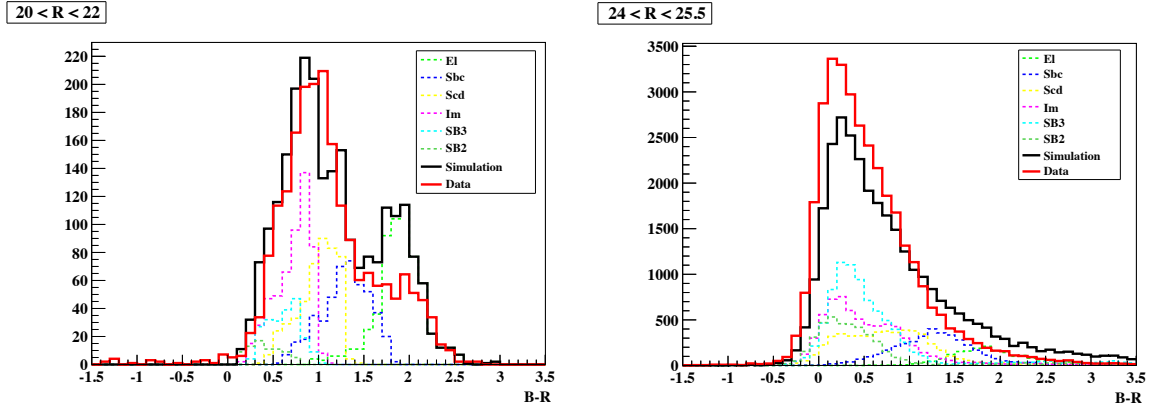 20 < R < 22
220
200
180
160
140
120
100
80
60
40
20
0
-1.5 -1 -0.5 0 0.5 1 1.5 2 2.5 3 3.5
B-R
El
Sbc
Scd
Im
SB3
SB2
Simulation
Data
24 < R < 25.5
3500
3000
2500
2000
1500
1000
500
0
-1.5 -1 -0.5 0 0.5 1 1.5 2 2.5 3 3.5
B-R
El
Sbc
Scd
Im
SB3
SB2
Simulation
Data